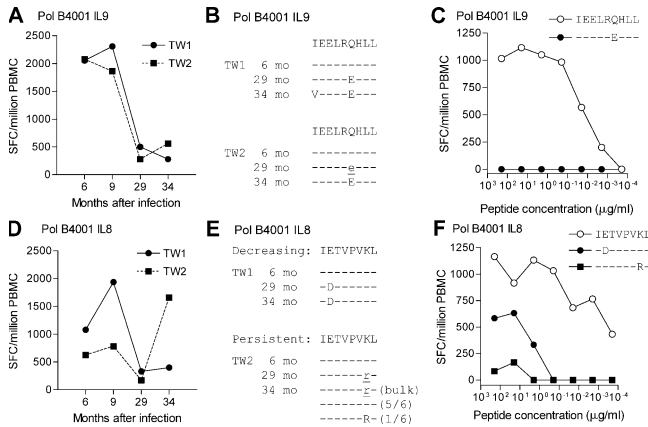 A Pol B4001 IL9
SFC/million PBMC
2500
2000
1500
1000
500
0
6 9 29 34
Months after infection
TW1
TW2
B Pol B4001 IL9
IEELRQHLL
TW1 6 mo ---------
29 mo -----E---
34 mo V----E---
IEELRQHLL
TW2 6 mo ---------
29 mo -----e---
34 mo -----E---
C Pol B4001 IL9
IEELRQHLL
-----E---
SFC/million PBMC
1250
1000
750
500
250
0
10³ 10² 10¹ 10⁰ 10⁻¹ 10⁻² 10⁻³ 10⁻⁴
Peptide concentration (µg/ml)
D Pol B4001 IL8
SFC/million PBMC
2500
2000
1500
1000
500
0
6 9 29 34
Months after infection
TW1
TW2
E Pol B4001 IL8
Decreasing: IETVPVKL
TW1 6 mo --------
29 mo -D------
34 mo -D------
Persistent: IETVPVKL
TW2 6 mo --------
29 mo ------r-
34 mo ------r-(bulk)
--------(5/6)
------R-(1/6)
F Pol B4001 IL8
IETVPVKL
-D------
------R-
SFC/million PBMC
1250
1000
750
500
250
0
10³ 10² 10¹ 10⁰ 10⁻¹ 10⁻² 10⁻³ 10⁻⁴
Peptide concentration (µg/ml)